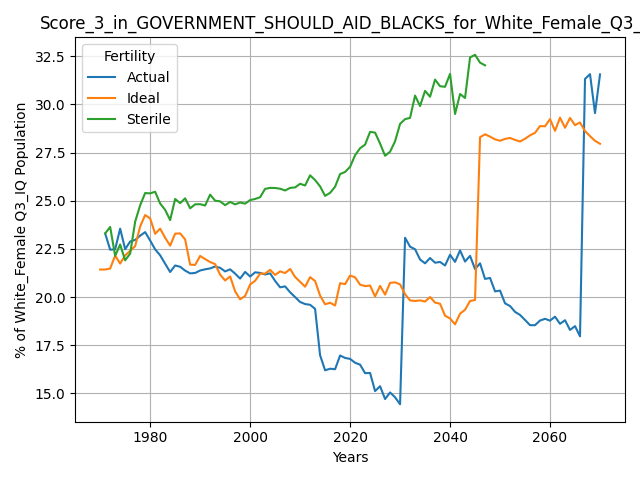 Score_3_in_GOVERNMENT_SHOULD_AID_BLACKS_for_White_Female_Q3_
Fertility
Actual
Ideal
Sterile
% of White_Female Q3_IQ Population
32.5
30.0
27.5
25.0
22.5
20.0
17.5
15.0
1980
2000
2020
2040
2060
Years